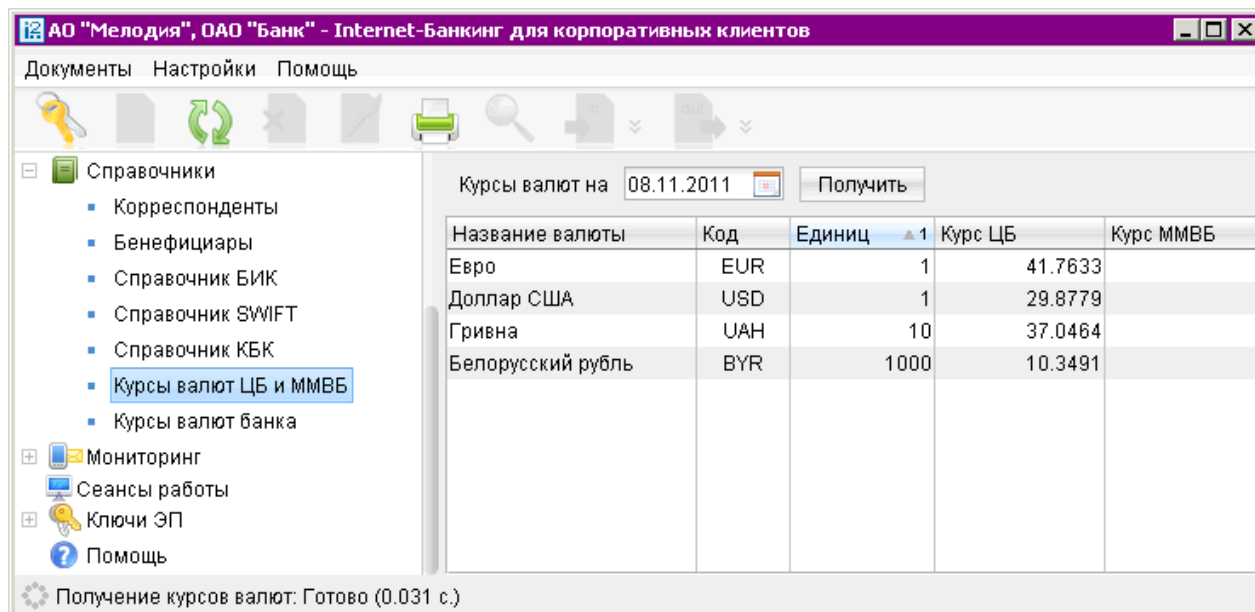 АО "Мелодия", ОАО "Банк" - Internet-Банкинг для корпоративных клиентов
Документы Настройки Помощь
in out
Справочники
Корреспонденты
Бенефициары
Справочник БИК
Справочник SWIFT
Справочник КБК
Курсы валют ЦБ и ММВБ
Курсы валют банка
Мониторинг
Сеансы работы
Ключи ЭП
Помощь
Курсы валют на 08.11.2011 Получить
Название валюты Код Единиц 1 Курс ЦБ Курс ММВБ
Евро EUR 1 41.7633
Доллар США USD 1 29.8779
Гривна UAH 10 37.0464
Белорусский рубль BYR 1000 10.3491
Получение курсов валют: Готово (0.031 с.)